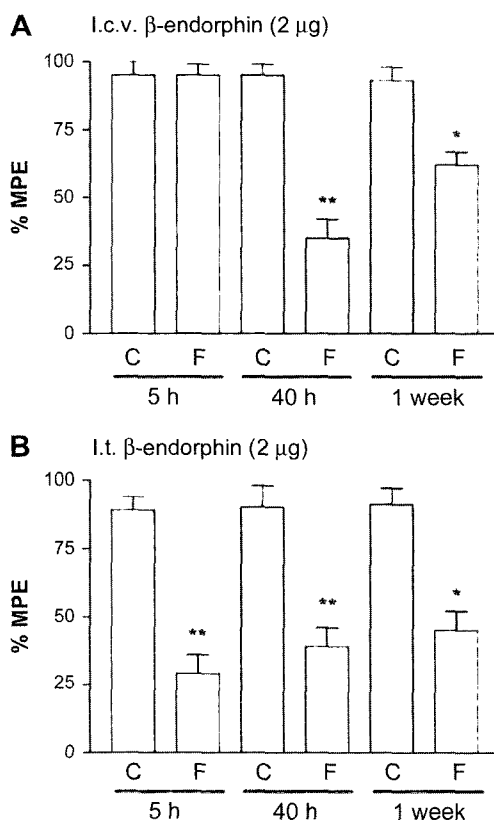 A I.c.v. β-endorphin (2 μg)
% MPE
100
75
50
25
0
**
*
C F C F C F
5 h 40 h 1 week
B I.t. β-endorphin (2 μg)
% MPE
100
75
50
25
0
**
**
*
C F C F C F
5 h 40 h 1 week